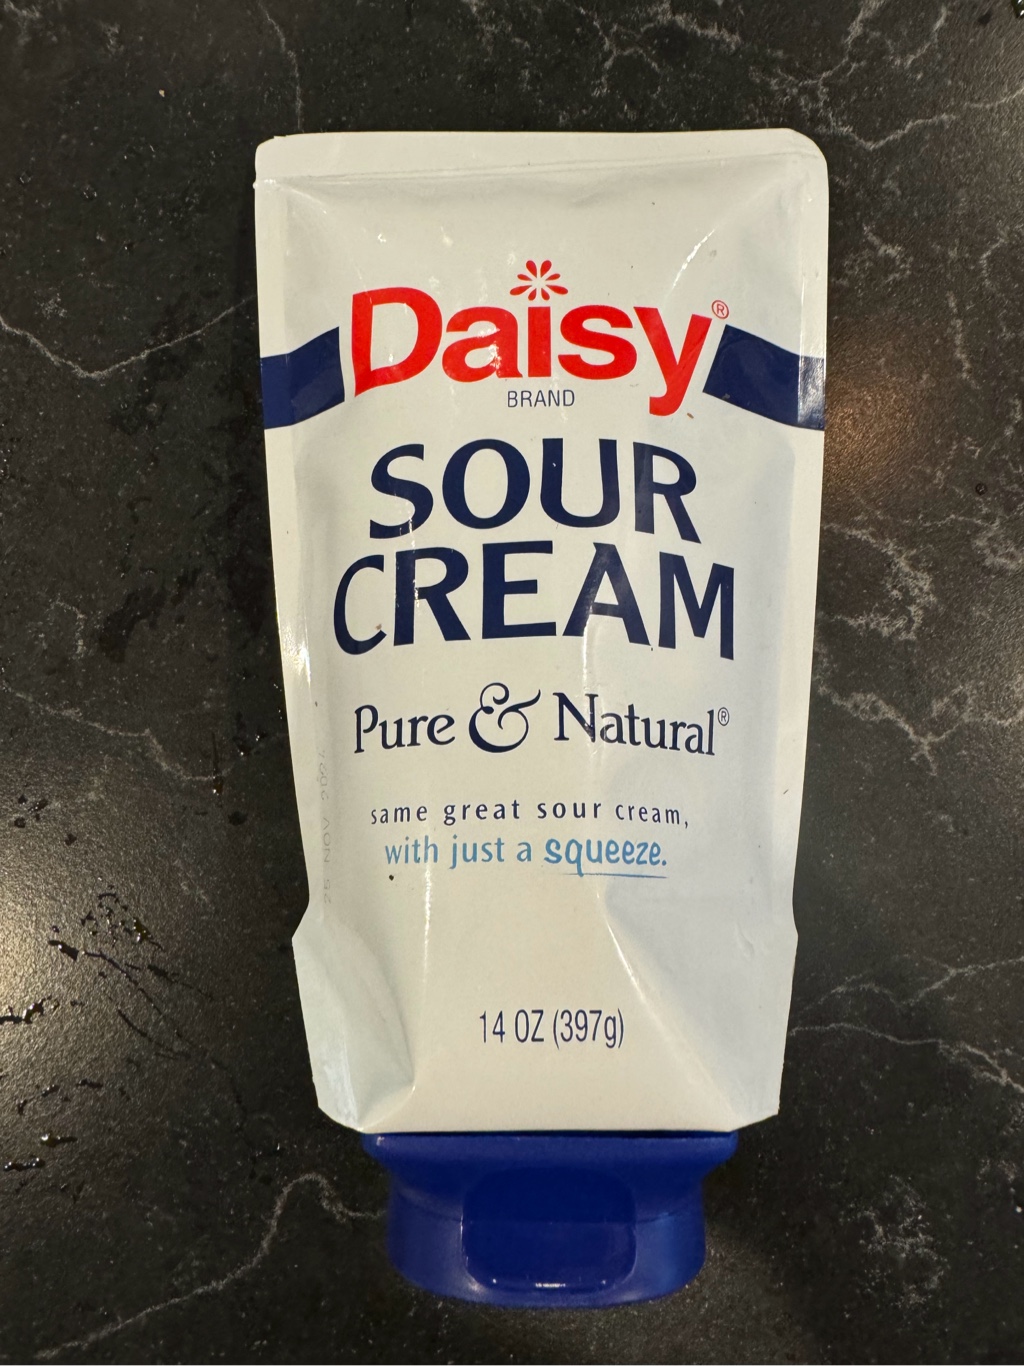 Daisy®
BRAND
SOUR
CREAM
Pure & Natural®
same great sour cream,
with just a squeeze.
14 OZ (397g)